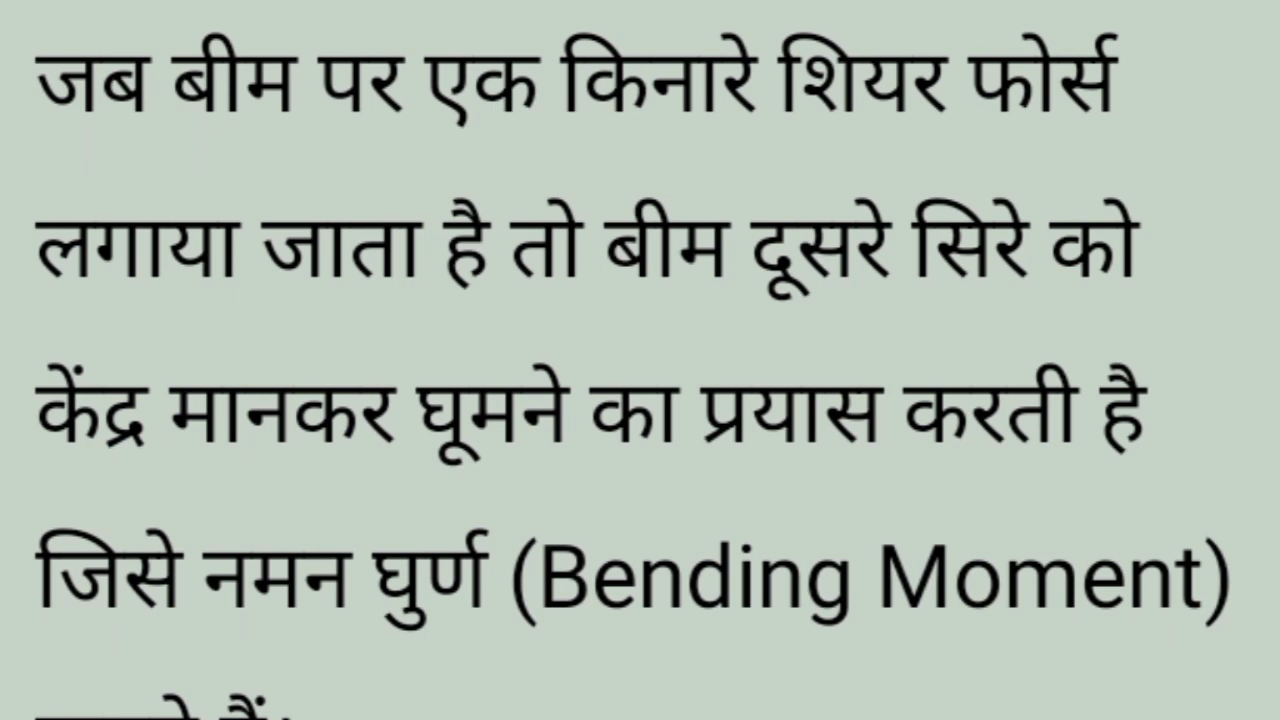 जब बीम पर एक किनारे शियर फोर्स
लगाया जाता है तो बीम दूसरे सिरे को
केंद्र मानकर घूमने का प्रयास करती है
जिसे नमन घुर्ण (Bending Moment)